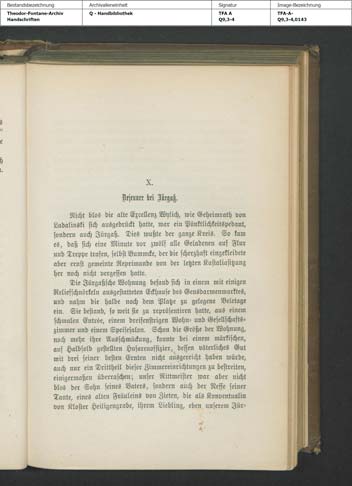 Bestandsbezeichnung
Archivalieneinheit
Signatur
Image-Bezeichnung
Theodor-Fontane-Archiv
Handschriften
Q - Handbibliothek
TFA A
Q9,3-4
TFA-A-
Q9,3-4,0143
X.
Dejeuner bei Jürgaß.
Nicht blos die alte Excellenz Wylich, wie Geheimrath von
Ladalinski sich ausgedrückt hatte, war ein Pünktlichkeitspedant,
sondern auch Jürgaß. Dies wußte der ganze Kreis. So kam
es, daß sich eine Minute vor zwölf alle Geladenen auf Flur
und Treppe trafen, selbst Bummcke, der die scherzhaft eingekleidete
aber ernst gemeinte Reprimande von der letzten Kastaliasitzung
her noch nicht vergessen hatte.
Die Jürgaßsche Wohnung befand sich in einem mit einigen
Reliefschnörkeln ausgestatteten Eckhause des Gensdarmenmarktes,
und nahm die halbe nach dem Platze zu gelegene Beletage
ein. Sie bestand, so weit sie zu repräsentiren hatte, aus einem
schmalen Entrée, einem dreifenstrigen Wohn- und Gesellschafts-
zimmer und einem Speisesalon. Schon die Größe der Wohnung,
noch mehr ihre Ausschmückung, konnte bei einem märkischen,
auf Halbsold gestellten Husarenoffizier, dessen väterliches Gut
mit drei seiner besten Ernten nicht ausgereicht haben würde,
auch nur ein Drittheil dieser Zimmereinrichtungen zu bestreiten,
einigermaßen überraschen; unser Rittmeister war aber nicht
blos der Sohn seines Vaters, sondern auch der Neffe seiner
Tante, eines alten Fräuleins von Zieten, die als Konventualin
von Kloster Heiligengrabe, ihrem Liebling, eben unserem Jür-